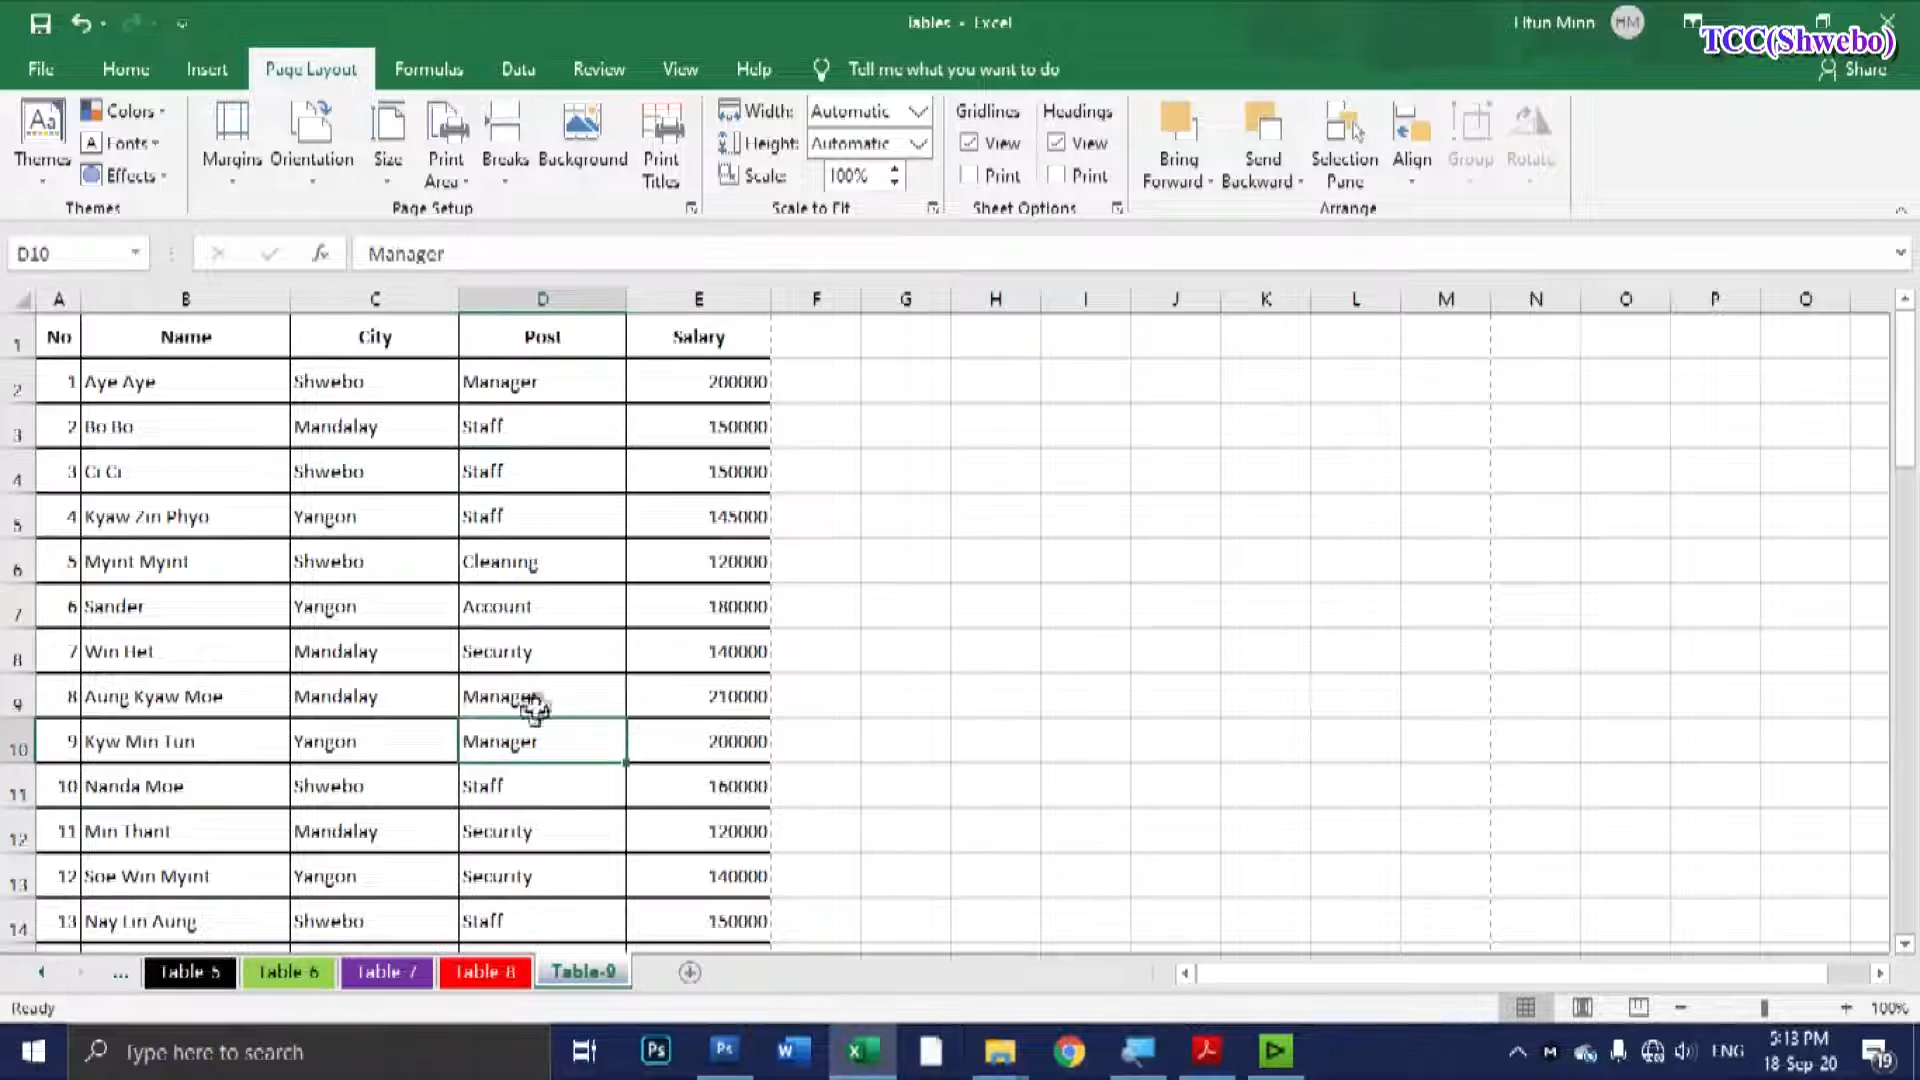 Tables - Excel
Htun Minn HM
TCC(Shwebo)
File Home Insert Page Layout Formulas Data Review View Help Tell me what you want to do Share
Themes Colors Fonts Effects
Themes
Margins Orientation Size Print Area Breaks Background Print Titles
Page Setup
Width: Automatic
Height: Automatic
Scale: 100%
Scale to Fit
Gridlines Headings
View View
Print Print
Sheet Options
Bring Forward Send Backward Selection Pane Align Group Rotate
Arrange
D10 fx Manager
A B C D E F G H I J K L M N O P Q
1 No Name City Post Salary
2 1 Aye Aye Shwebo Manager 200000
3 2 Bo Bo Mandalay Staff 150000
4 3 Ci Ci Shwebo Staff 150000
5 4 Kyaw Zin Phyo Yangon Staff 145000
6 5 Myint Myint Shwebo Cleaning 120000
7 6 Sander Yangon Account 180000
8 7 Win Het Mandalay Security 140000
9 8 Aung Kyaw Moe Mandalay Manager 210000
10 9 Kyw Min Tun Yangon Manager 200000
11 10 Nanda Moe Shwebo Staff 160000
12 11 Min Thant Mandalay Security 120000
13 12 Soe Win Myint Yangon Security 140000
14 13 Nay Lin Aung Shwebo Staff 150000
... Table-5 Table-6 Table-7 Table-8 Table-9
Ready 100%
Type here to search
ENG
5:13 PM
18-Sep-20
19